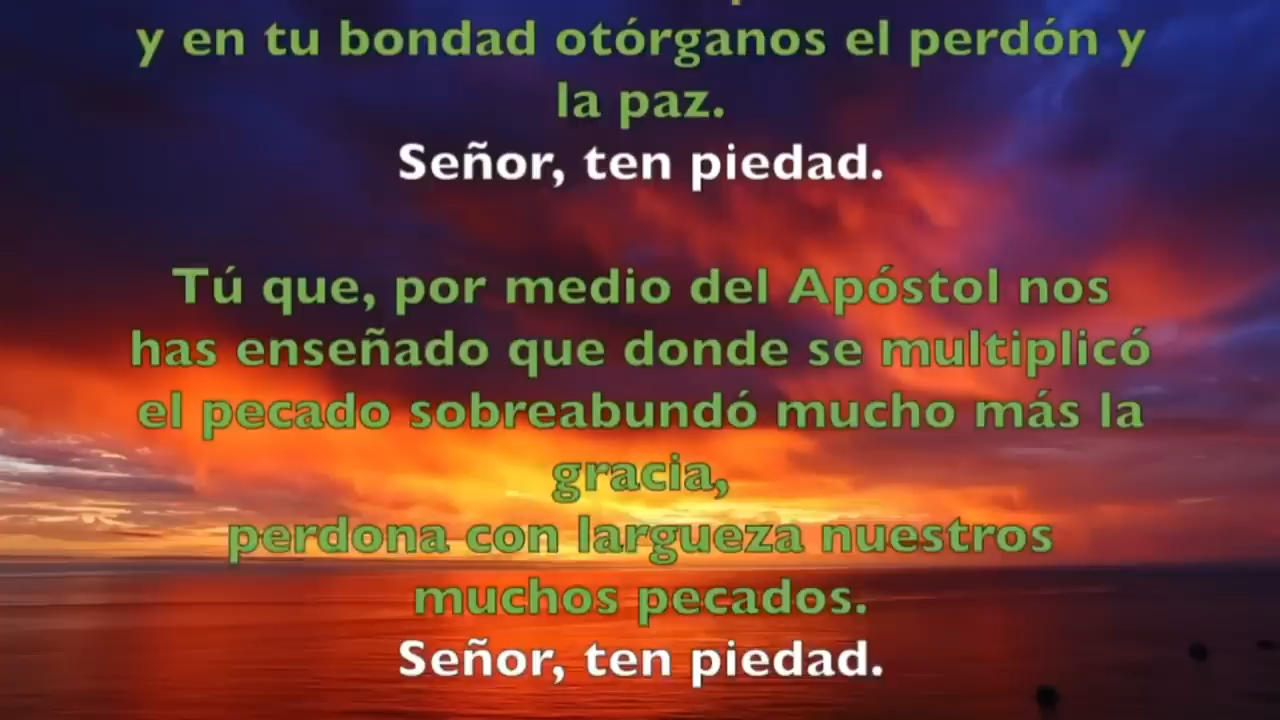 y en tu bondad otórganos el perdón y
la paz.
Señor, ten piedad.
Tú que, por medio del Apóstol nos
has enseñado que donde se multiplicó
el pecado sobreabundó mucho más la
gracia,
perdona con largueza nuestros
muchos pecados.
Señor, ten piedad.